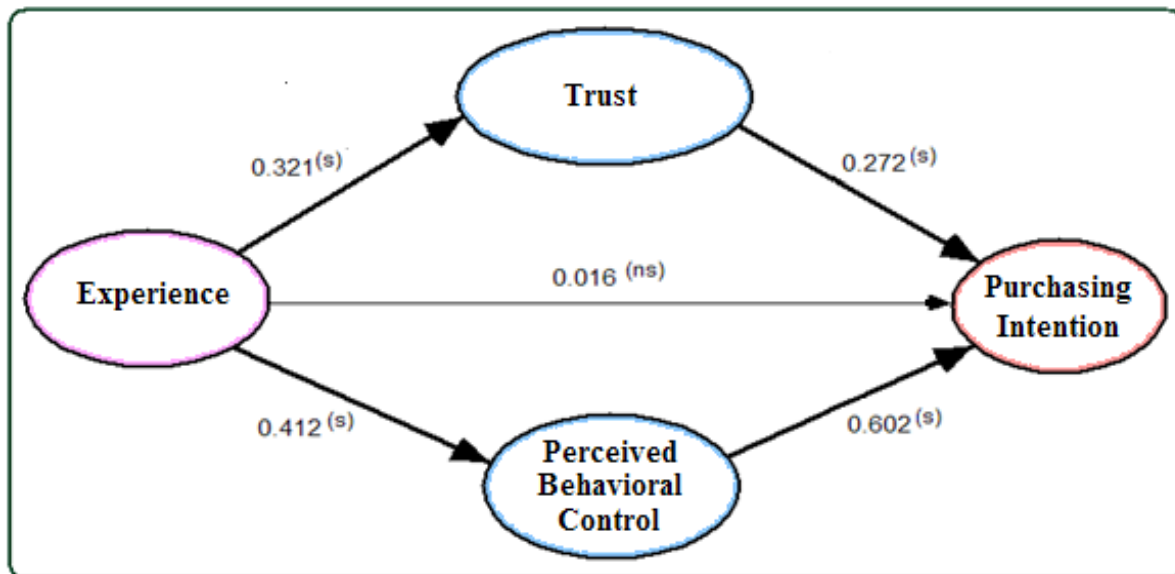 Trust
0.321 (s)
0.272 (s)
Experience
0.016 (ns)
Purchasing
Intention
0.412 (s)
0.602 (s)
Perceived
Behavioral
Control